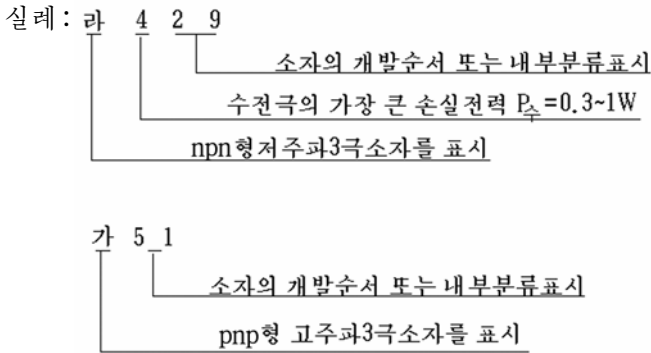 실례: 라 4 2 9
소자의 개발순서 또는 내부분류표시
수전극의 가장 큰 손실전력 P수=0.3~1W
npn형저주파3극소자를 표시
가 5 1
소자의 개발순서 또는 내부분류표시
pnp형 고주파3극소자를 표시